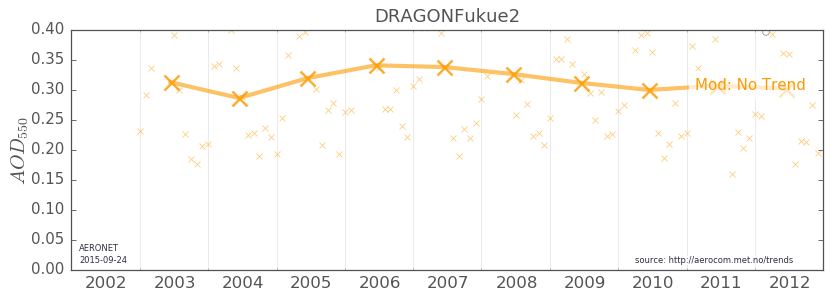 DRAGONFukue2
0.40
0.35
0.30
0.25
0.20
0.15
0.10
0.05
0.00
AOD550
Mod: No Trend
AERONET
2015-09-24
source: http://aerocom.met.no/trends
2002 2003 2004 2005 2006 2007 2008 2009 2010 2011 2012